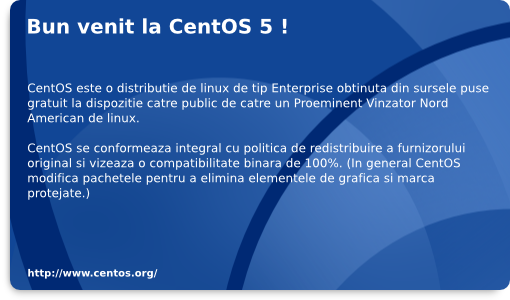 Bun venit la CentOS 5 !
CentOS este o distributie de linux de tip Enterprise obtinuta din sursele puse
gratuit la dispozitie catre public de catre un Proeminent Vinzator Nord
American de linux.
CentOS se conformeaza integral cu politica de redistribuire a furnizorului
original si vizeaza o compatibilitate binara de 100%. (In general CentOS
modifica pachetele pentru a elimina elementele de grafica si marca
protejate.)
http://www.centos.org/